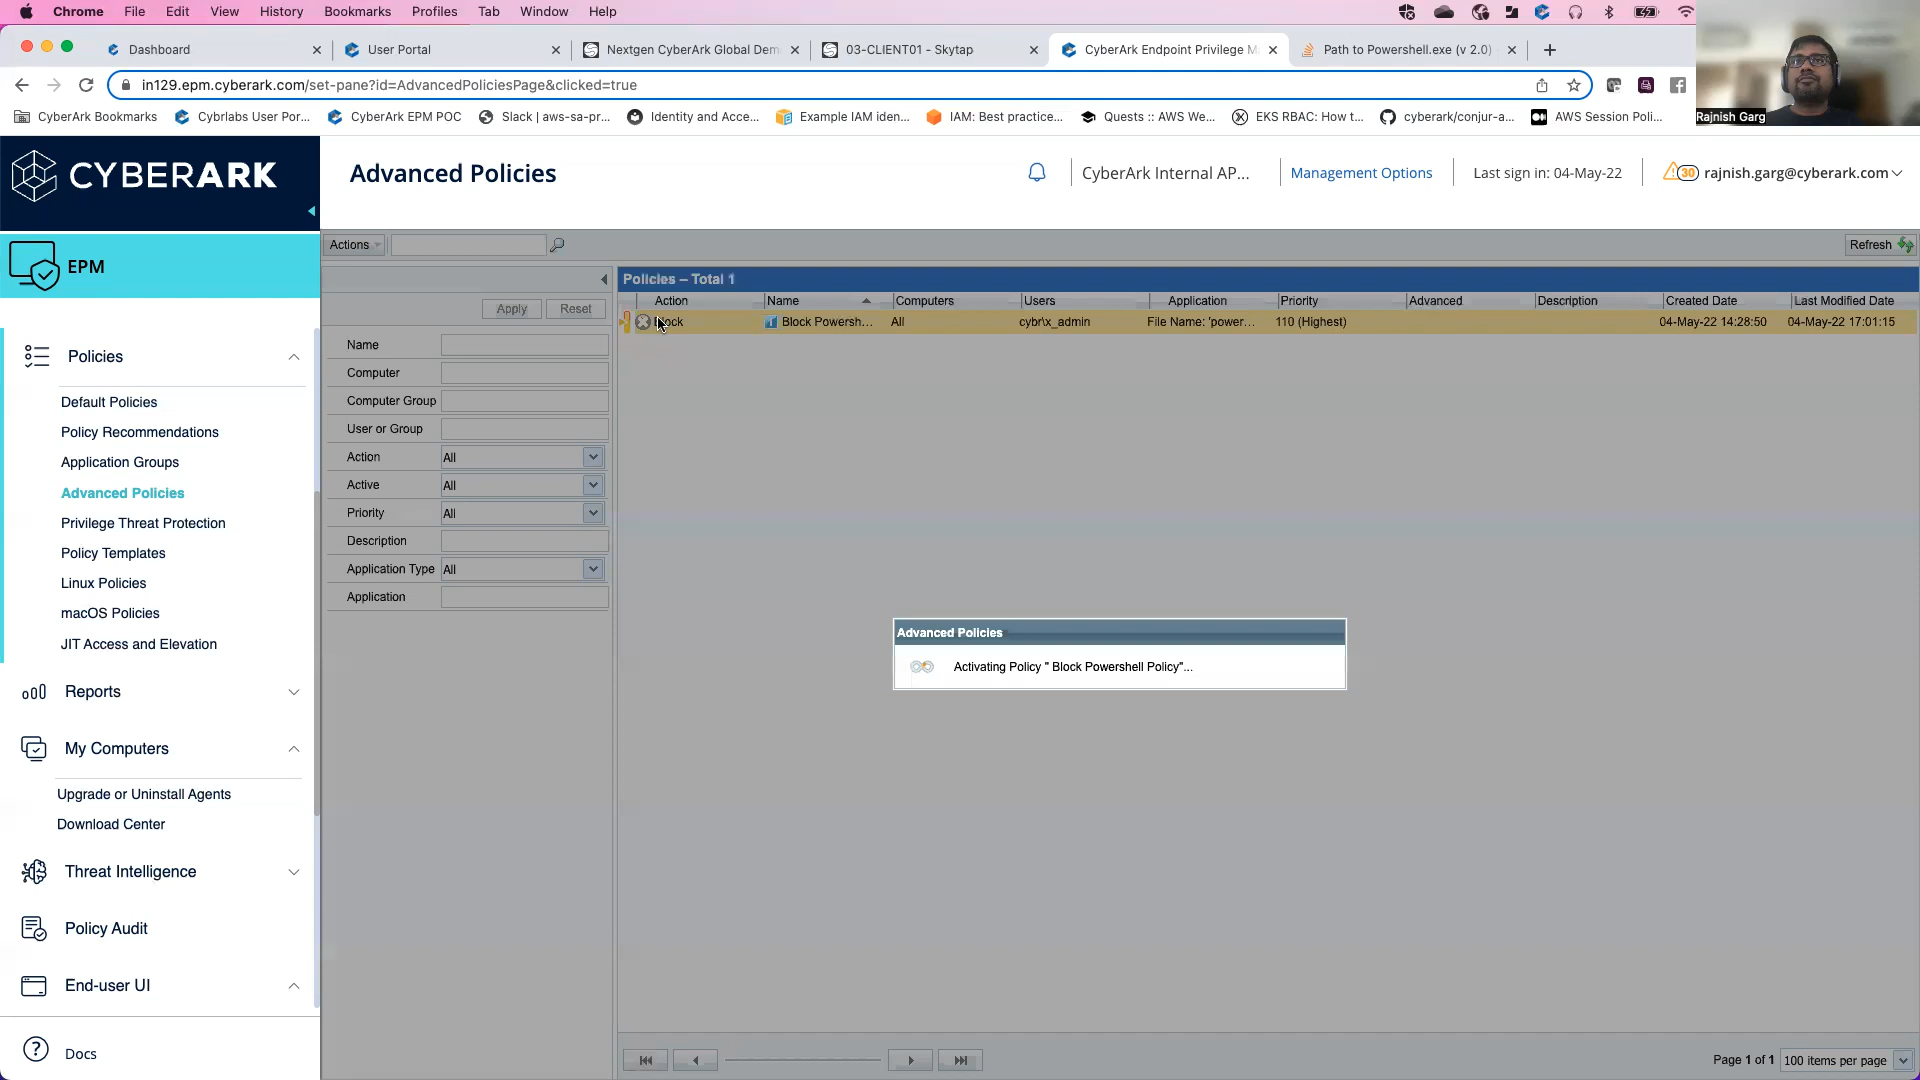 Chrome File Edit View History Bookmarks Profiles Tab Window Help
Dashboard User Portal Nextgen CyberArk Global Dem 03-CLIENT01 - Skytap CyberArk Endpoint Privilege M Path to Powershell.exe (v 2.0)
in129.epm.cyberark.com/set-pane?id=AdvancedPoliciesPage&clicked=true
CyberArk Bookmarks Cybrlabs User Por... CyberArk EPM POC Slack | aws-sa-pr... Identity and Acce... Example IAM iden... IAM: Best practice... Quests :: AWS We... EKS RBAC: How t... cyberark/conjur-a... AWS Session Poli...
Rajnish Garg
CYBERARK
Advanced Policies
CyberArk Internal AP... Management Options Last sign in: 04-May-22 30 rajnish.garg@cyberark.com
EPM
Policies
Default Policies
Policy Recommendations
Application Groups
Advanced Policies
Privilege Threat Protection
Policy Templates
Linux Policies
macOS Policies
JIT Access and Elevation
Reports
My Computers
Upgrade or Uninstall Agents
Download Center
Threat Intelligence
Policy Audit
End-user UI
Docs
Actions
Refresh
Apply Reset
Name
Computer
Computer Group
User or Group
Action All
Active All
Priority All
Description
Application Type All
Application
Policies – Total 1
Action Name Computers Users Application Priority Advanced Description Created Date Last Modified Date
Block Block Powersh... All cybr\x_admin File Name: 'power... 110 (Highest) 04-May-22 14:28:50 04-May-22 17:01:15
Advanced Policies
Activating Policy " Block Powershell Policy"...
Page 1 of 1 100 items per page